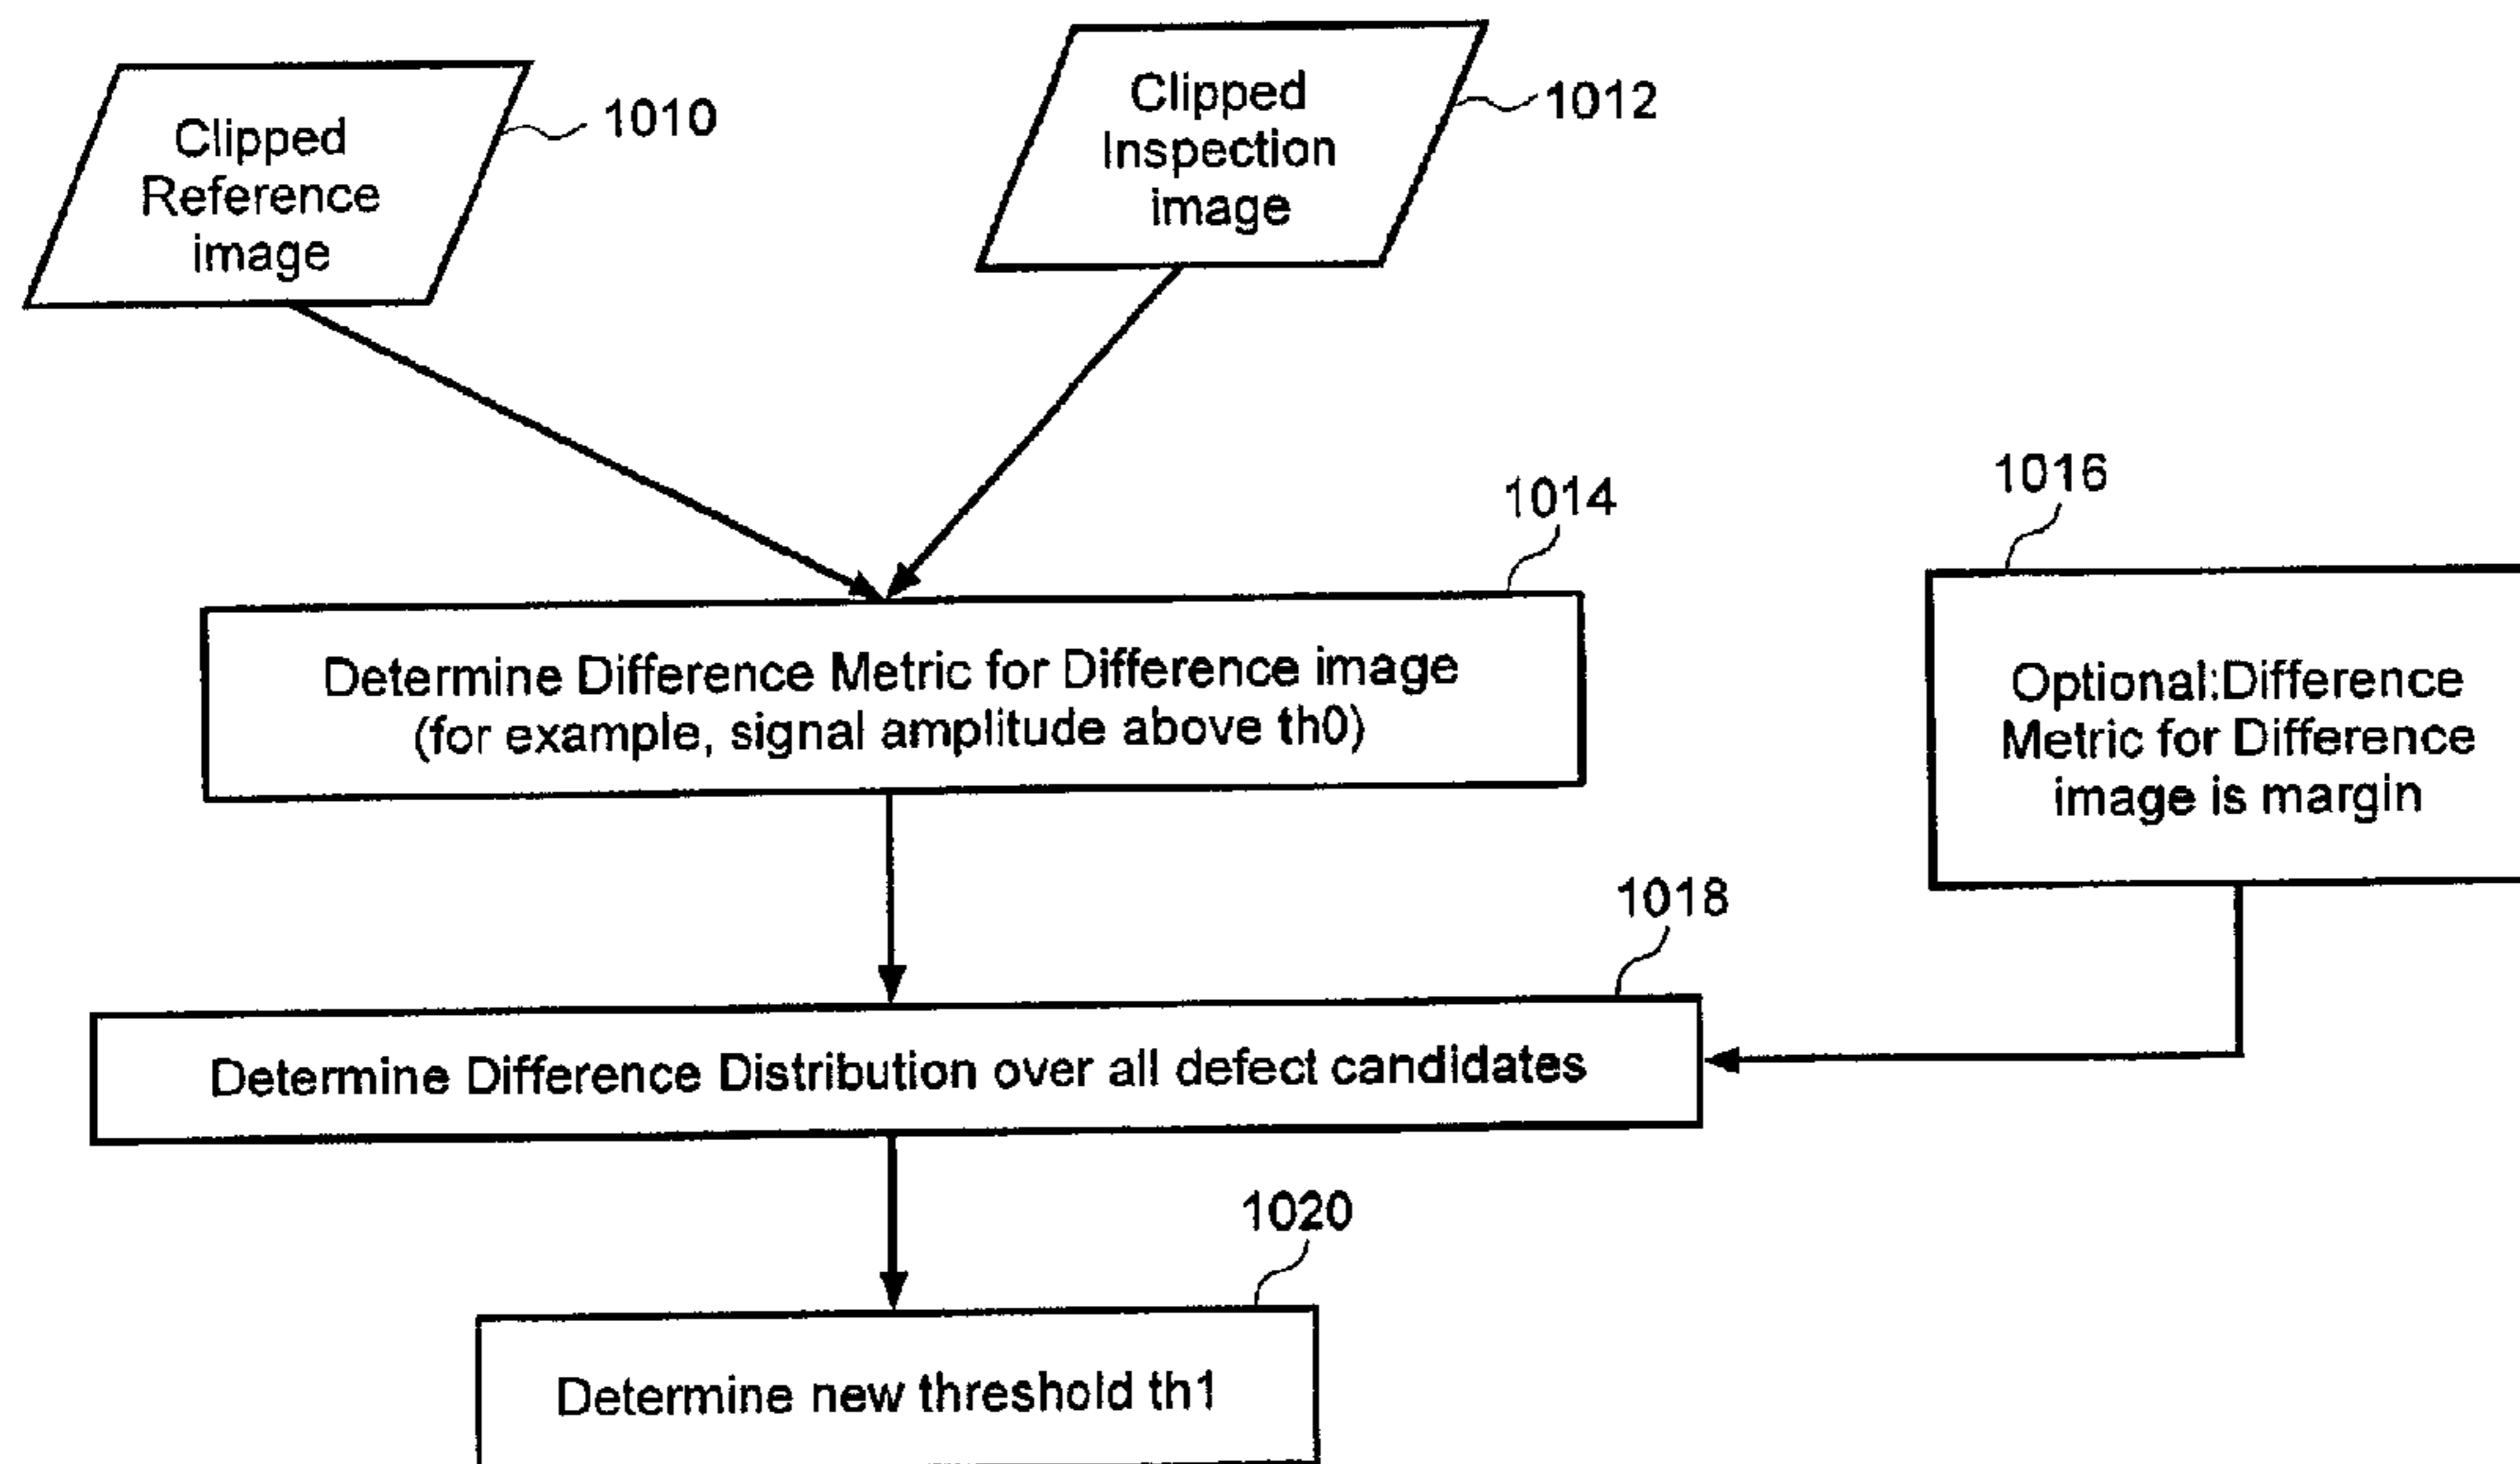 Clipped
Reference
image
1010
Clipped
Inspection
image
1012
1014
Determine Difference Metric for Difference image
(for example, signal amplitude above th0)
1016
Optional:Difference
Metric for Difference
image is margin
1018
Determine Difference Distribution over all defect candidates
1020
Determine new threshold th1